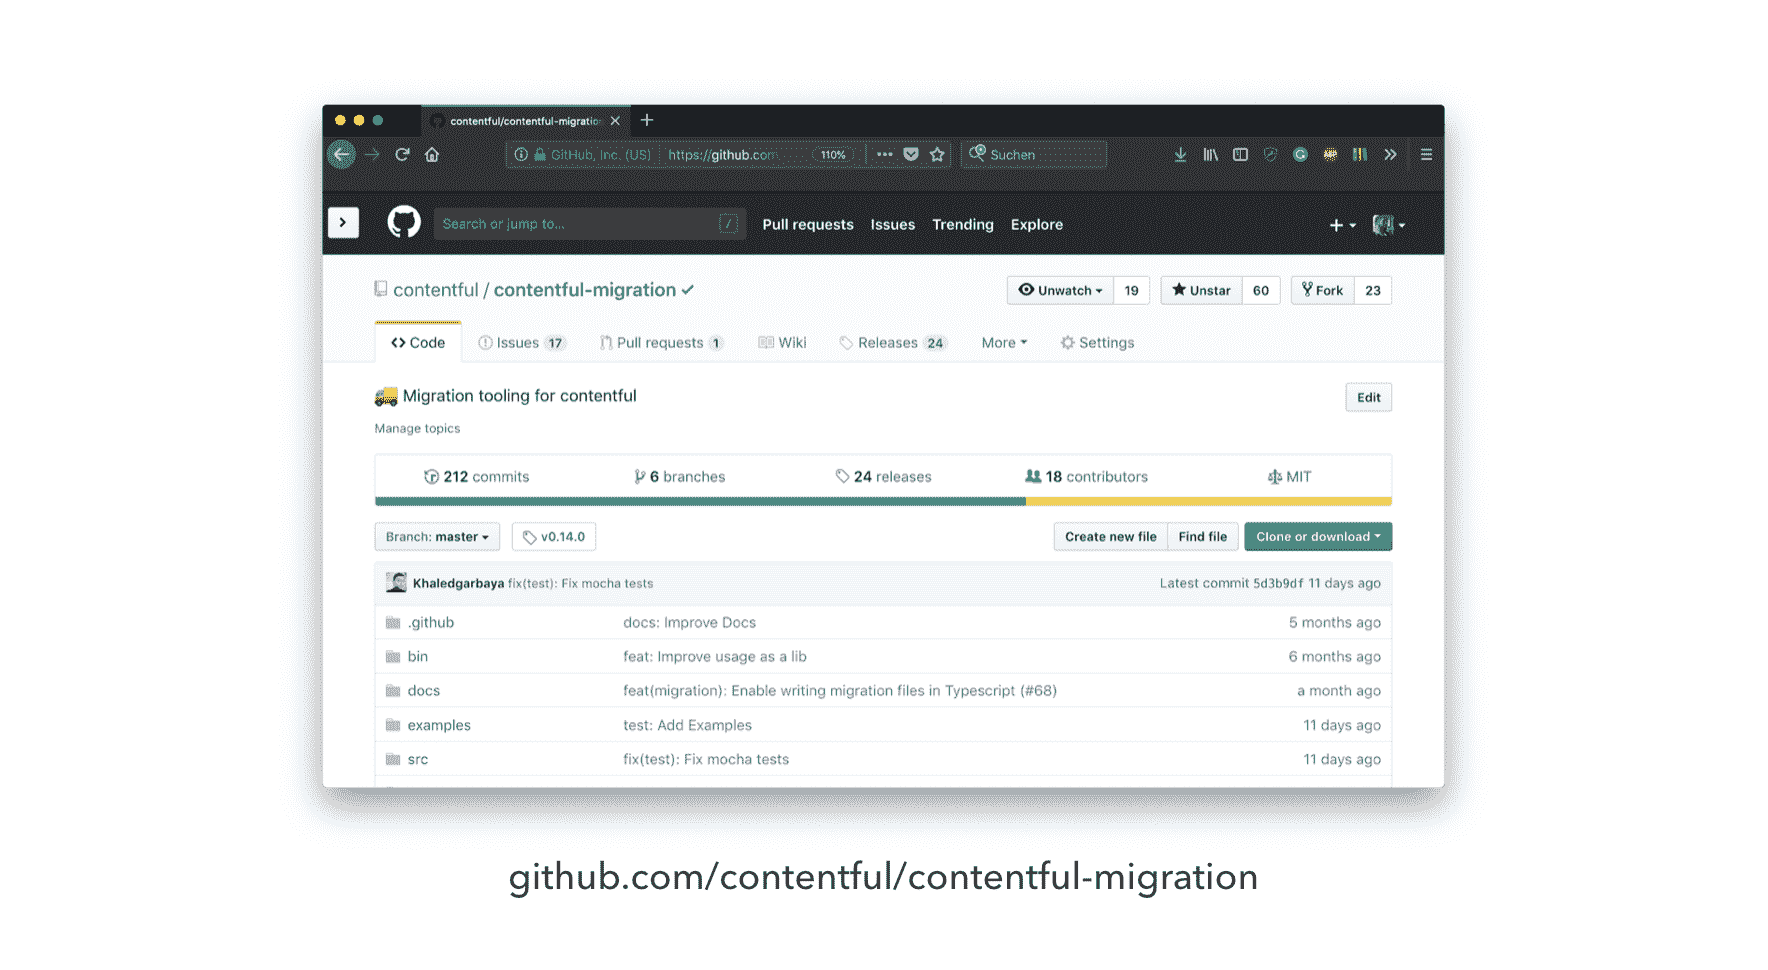 contentful/contentful-migratio
GitHub, Inc. (US) https://github.com 110% Suchen
Search or jump to... / Pull requests Issues Trending Explore
contentful / contentful-migration Unwatch 19 Unstar 60 Fork 23
Code Issues 17 Pull requests 1 Wiki Releases 24 More Settings
Migration tooling for contentful Edit
Manage topics
212 commits 6 branches 24 releases 18 contributors MIT
Branch: master v0.14.0 Create new file Find file Clone or download
Khaledgarbaya fix(test): Fix mocha tests Latest commit 5d3b9df 11 days ago
.github docs: Improve Docs 5 months ago
bin feat: Improve usage as a lib 6 months ago
docs feat(migration): Enable writing migration files in Typescript (#68) a month ago
examples test: Add Examples 11 days ago
src fix(test): Fix mocha tests 11 days ago
github.com/contentful/contentful-migration